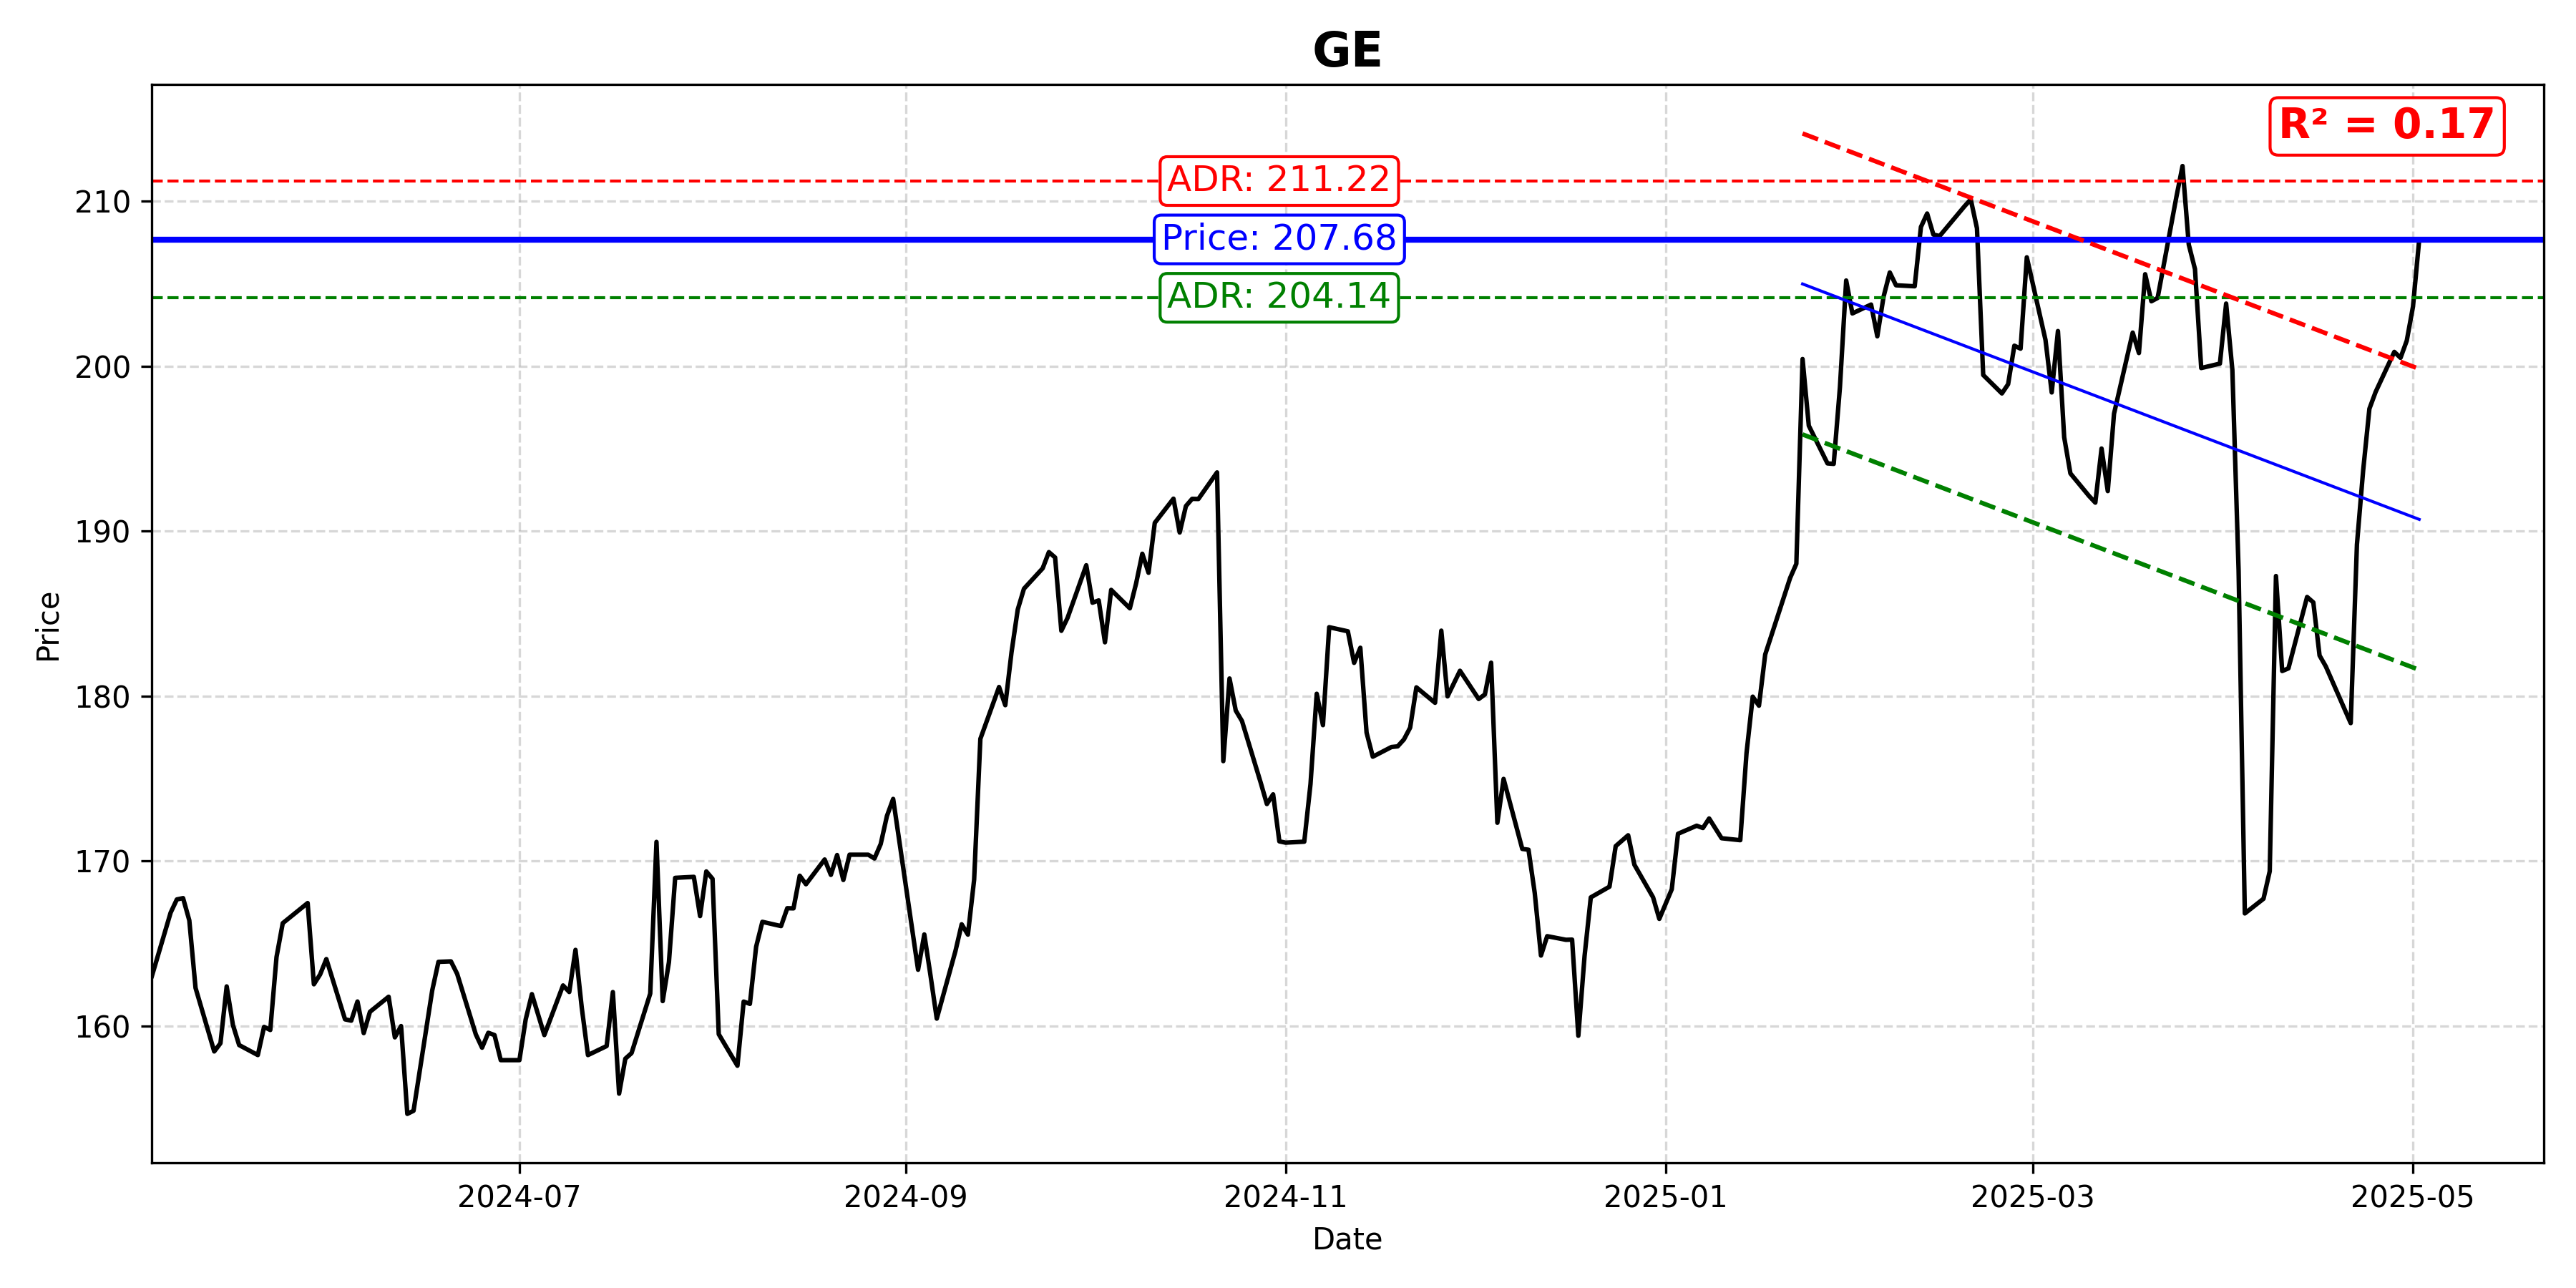 GE
R² = 0.17
ADR: 211.22
Price: 207.68
ADR: 204.14
210
200
190
180
170
160
Price
2024-07
2024-09
2024-11
2025-01
2025-03
2025-05
Date